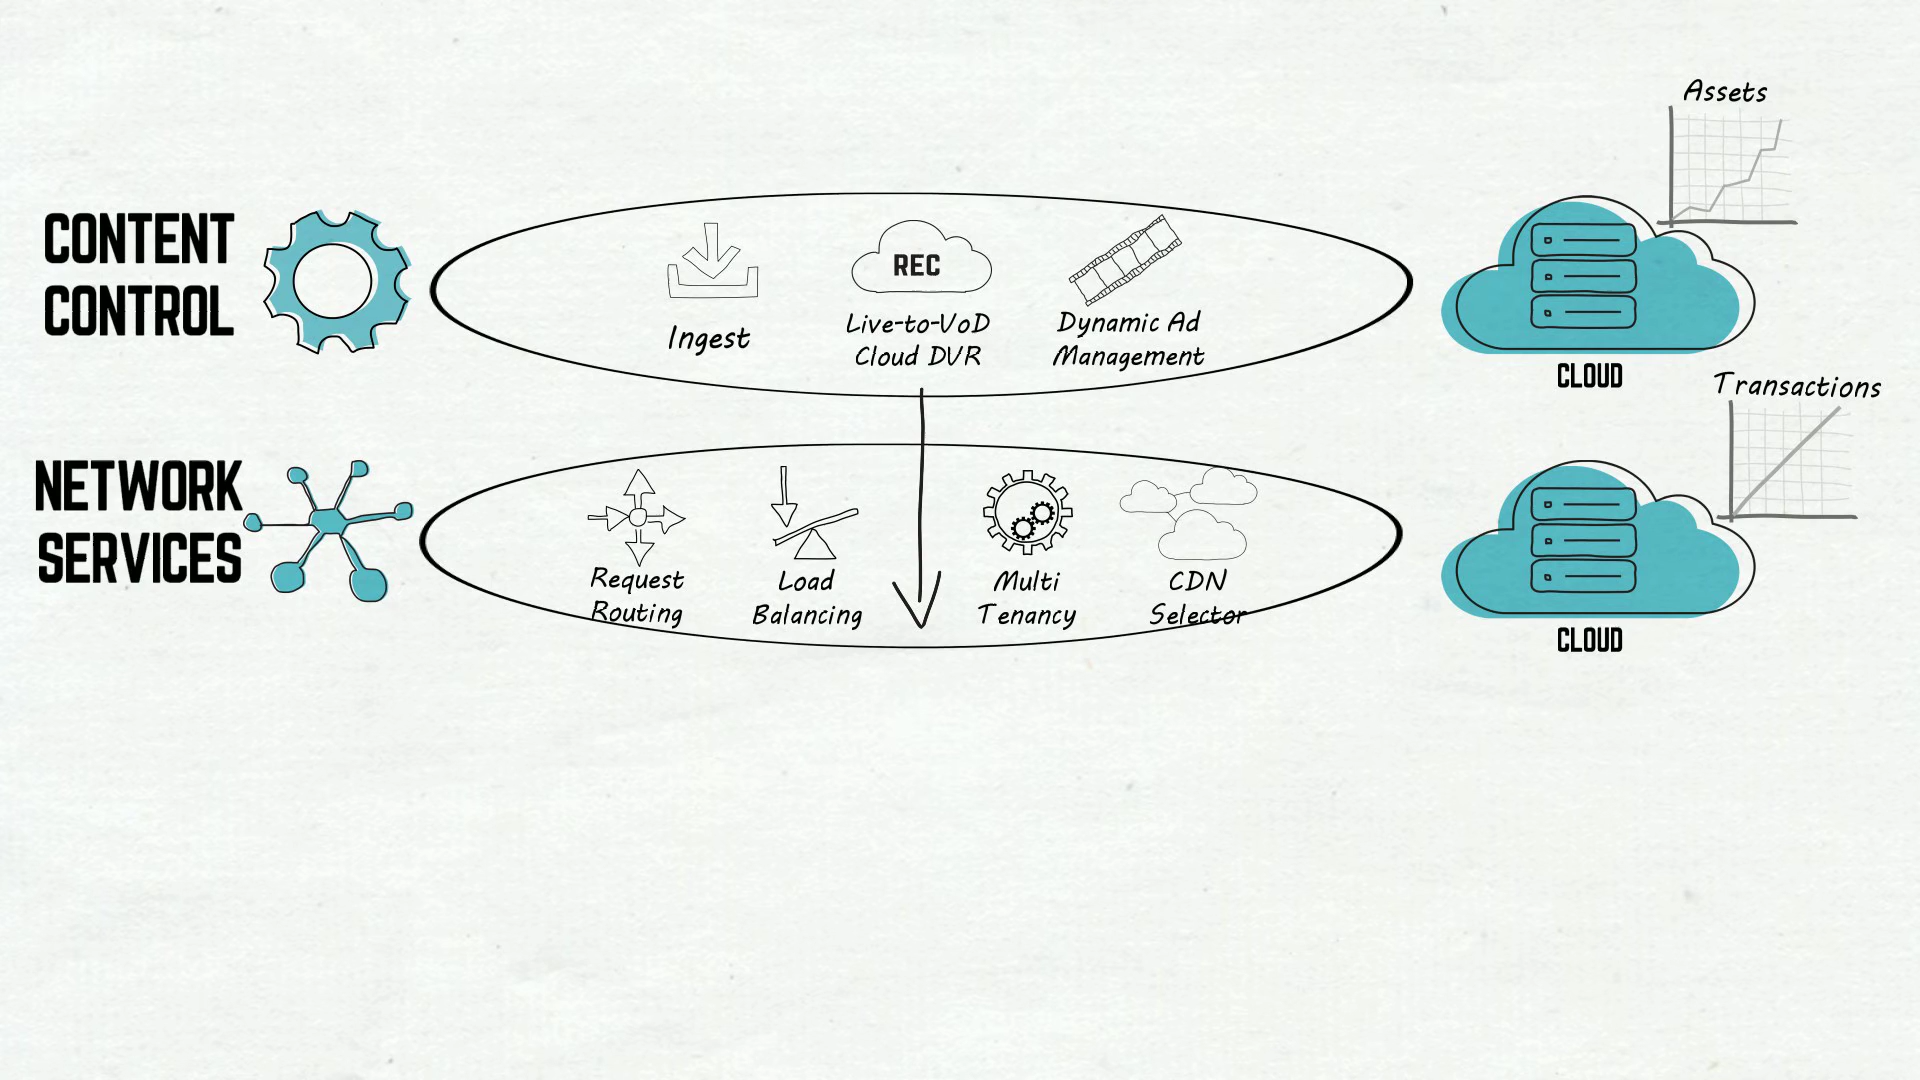 Assets
CONTENT
CONTROL
REC
Ingest
Live-to-VoD
Cloud DVR
Dynamic Ad
Management
CLOUD
Transactions
NETWORK
SERVICES
Request
Routing
Load
Balancing
Multi
Tenancy
CDN
Selector
CLOUD